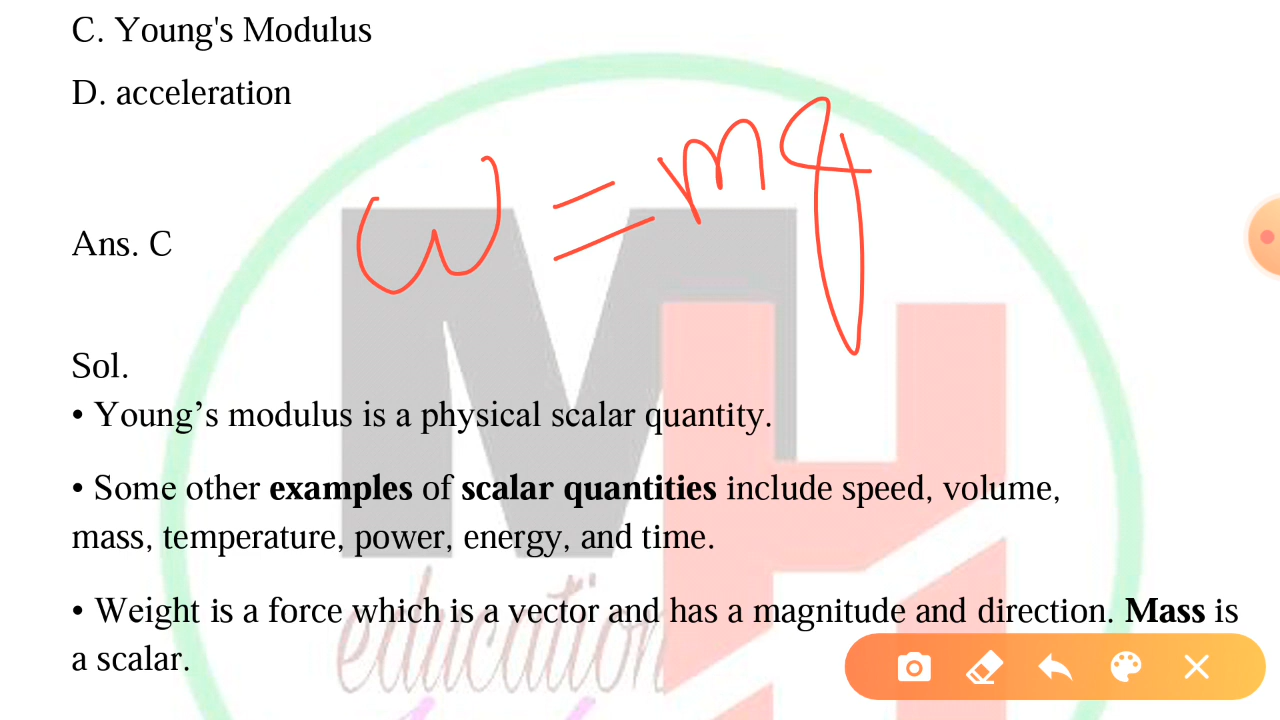 C. Young's Modulus
D. acceleration
ω = mg
Ans. C
Sol.
• Young’s modulus is a physical scalar quantity.
• Some other examples of scalar quantities include speed, volume,
mass, temperature, power, energy, and time.
• Weight is a force which is a vector and has a magnitude and direction. Mass is
a scalar.
MH
education